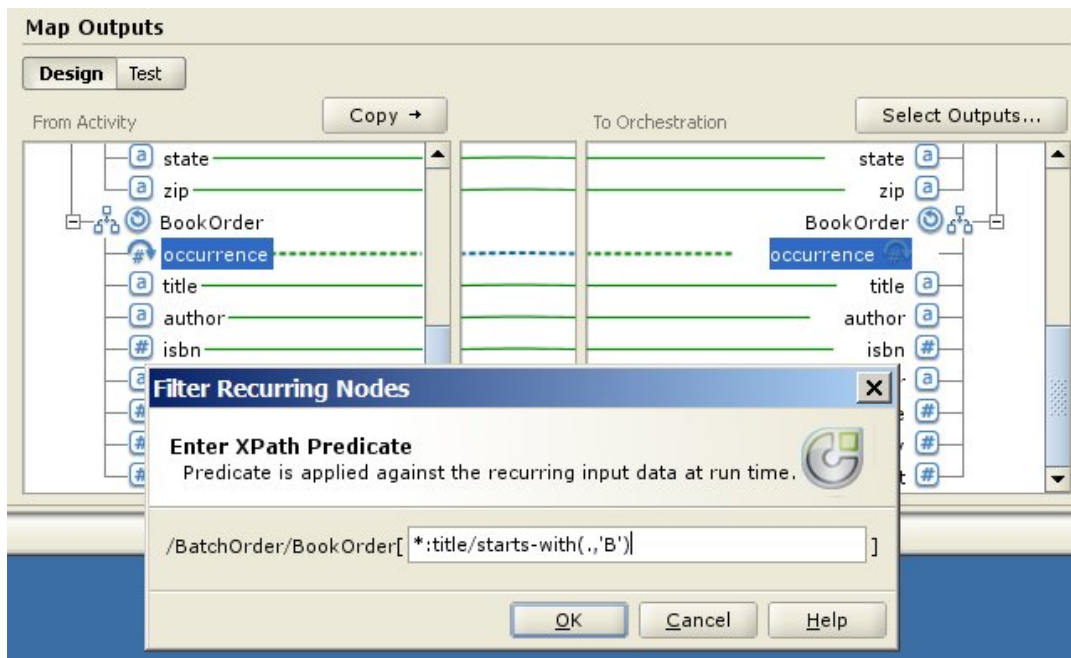 Map Outputs
Design Test
From Activity Copy → To Orchestration Select Outputs...
a state state a
a zip zip a
BookOrder BookOrder
# occurrence occurrence #
a title title a
a author author a
# isbn isbn #
a r a
# e #
# y #
# t #
Filter Recurring Nodes
Enter XPath Predicate
Predicate is applied against the recurring input data at run time.
/BatchOrder/BookOrder[ *:title/starts-with(.,'B') ]
OK Cancel Help